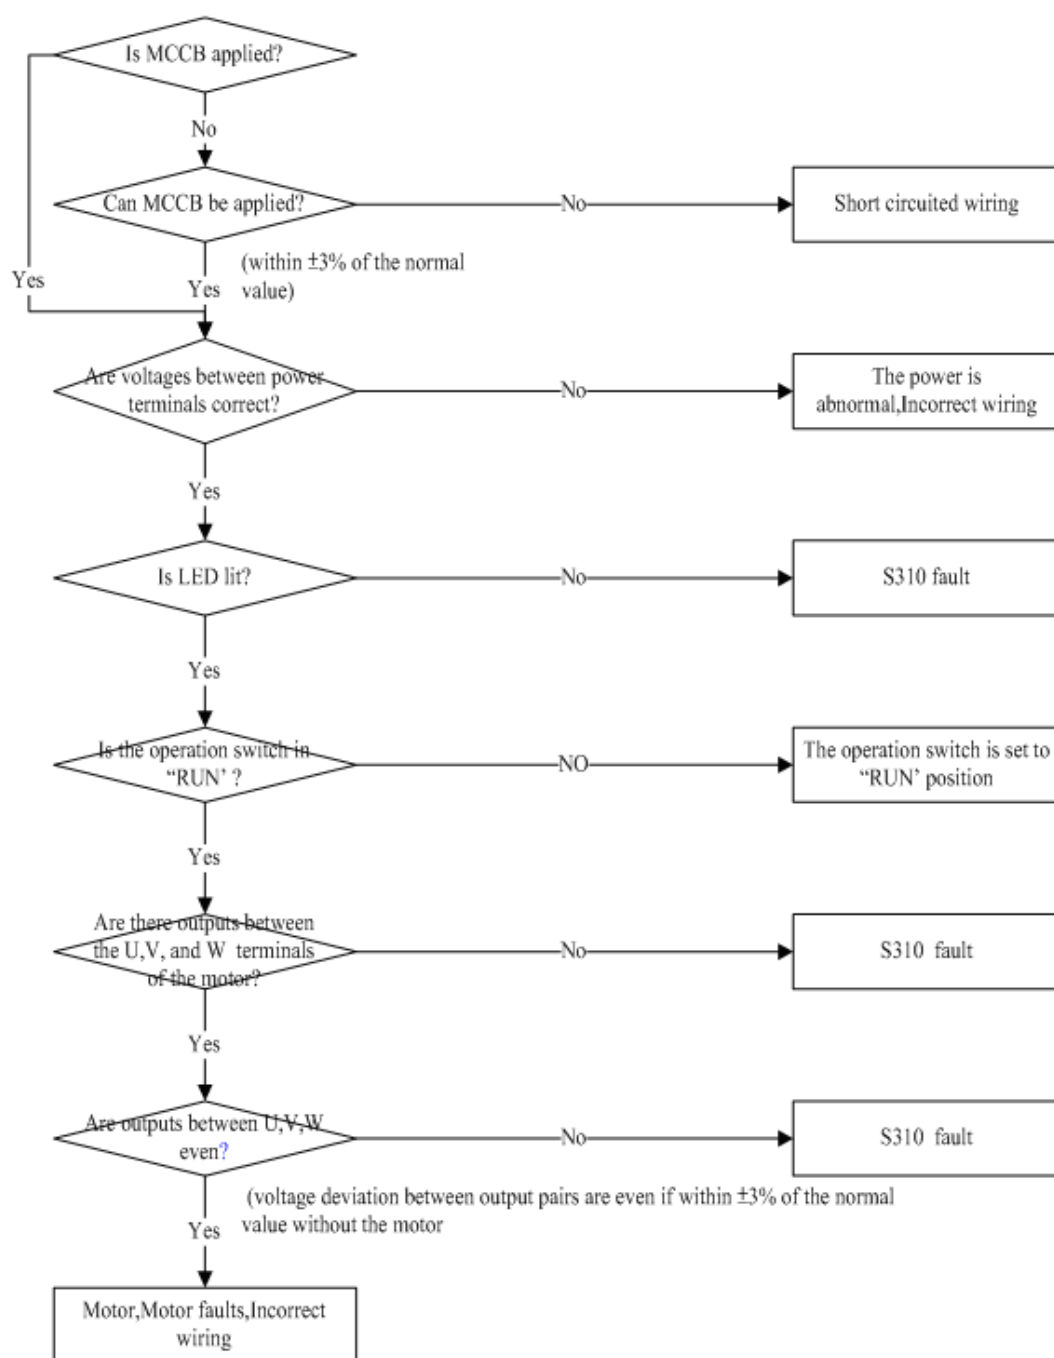 Is MCCB applied?
No
Can MCCB be applied?
No
Short circuited wiring
(within ±3% of the normal
value)
Yes
Yes
Are voltages between power
terminals correct?
No
The power is
abnormal,Incorrect wiring
Yes
Is LED lit?
No
S310 fault
Yes
Is the operation switch in
“RUN’ ?
NO
The operation switch is set to
“RUN’ position
Yes
Are there outputs between
the U,V, and W terminals
of the motor?
No
S310 fault
Yes
Are outputs between U,V,W
even?
No
S310 fault
(voltage deviation between output pairs are even if within ±3% of the normal
value without the motor
Yes
Motor,Motor faults,Incorrect
wiring